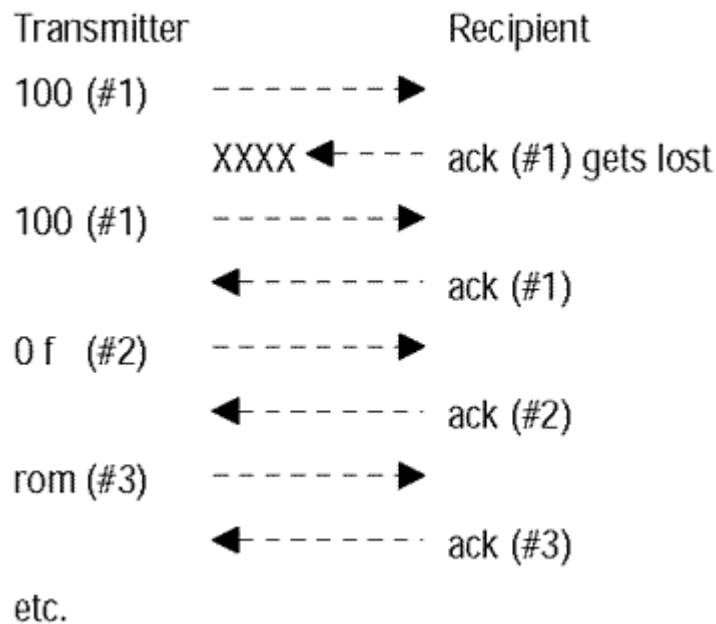 Transmitter Recipient
100 (#1)
XXXX ack (#1) gets lost
100 (#1)
ack (#1)
0 f (#2)
ack (#2)
rom (#3)
ack (#3)
etc.